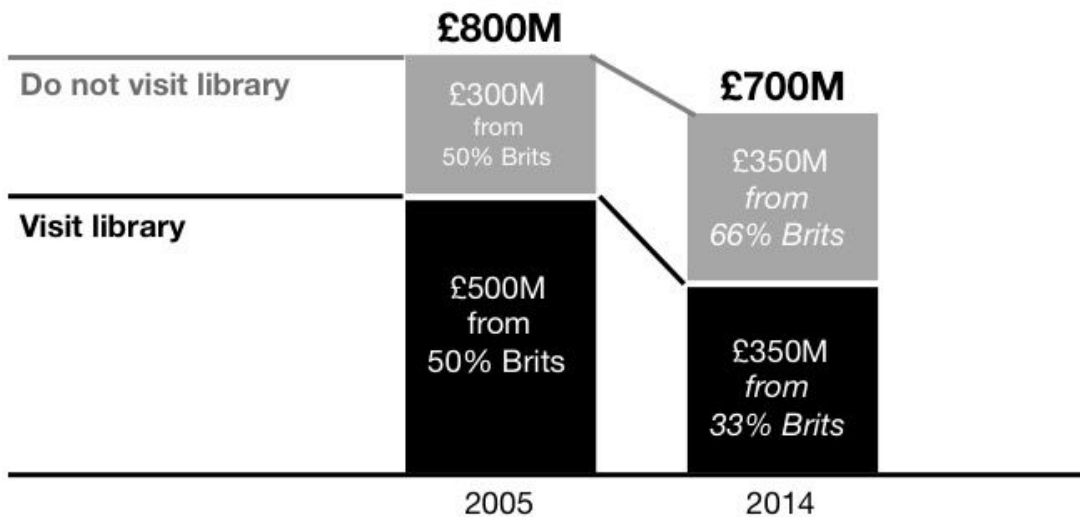 £800M
Do not visit library
£300M
from
50% Brits
£700M
£350M
from
66% Brits
Visit library
£500M
from
50% Brits
£350M
from
33% Brits
2005
2014